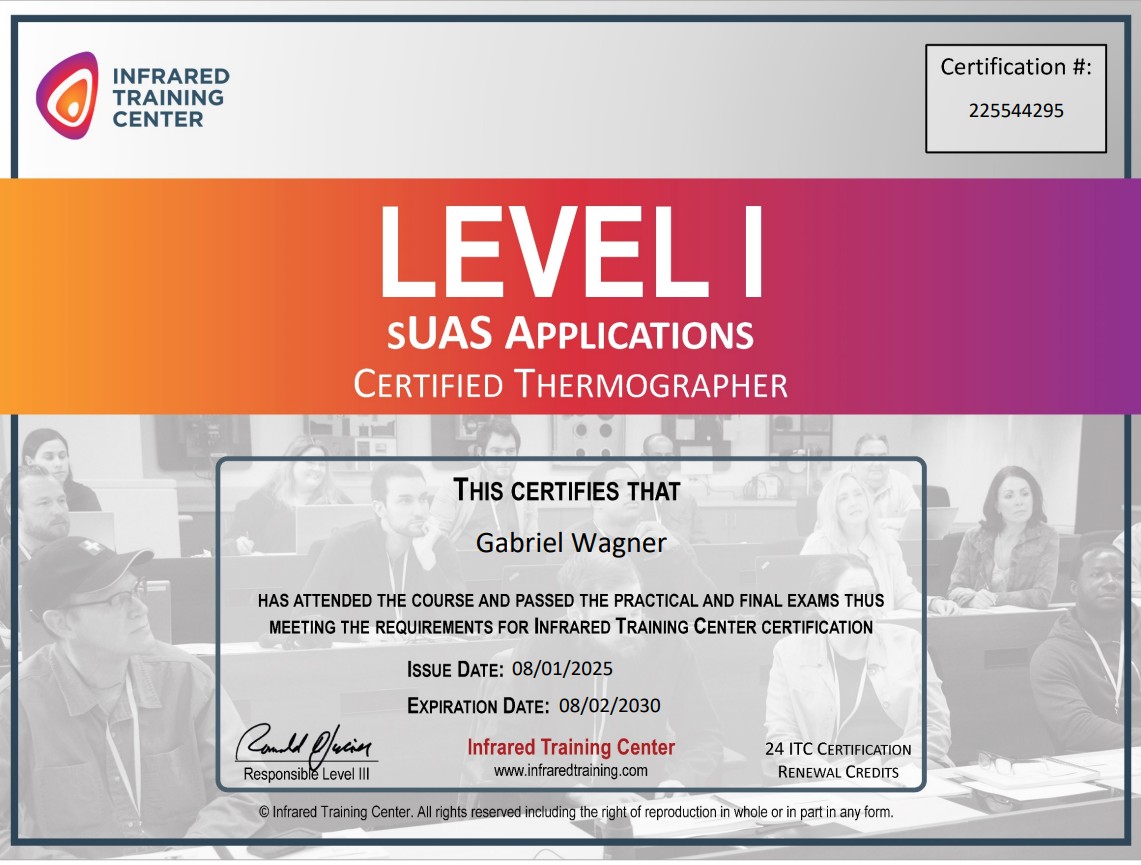 INFRARED
TRAINING
CENTER
Certification #:
225544295
LEVEL I
sUAS APPLICATIONS
CERTIFIED THERMOGRAPHER
THIS CERTIFIES THAT
Gabriel Wagner
HAS ATTENDED THE COURSE AND PASSED THE PRACTICAL AND FINAL EXAMS THUS
MEETING THE REQUIREMENTS FOR INFRARED TRAINING CENTER CERTIFICATION
ISSUE DATE: 08/01/2025
EXPIRATION DATE: 08/02/2030
Responsible Level III
Infrared Training Center
www.infraredtraining.com
24 ITC CERTIFICATION
RENEWAL CREDITS
© Infrared Training Center. All rights reserved including the right of reproduction in whole or in part in any form.